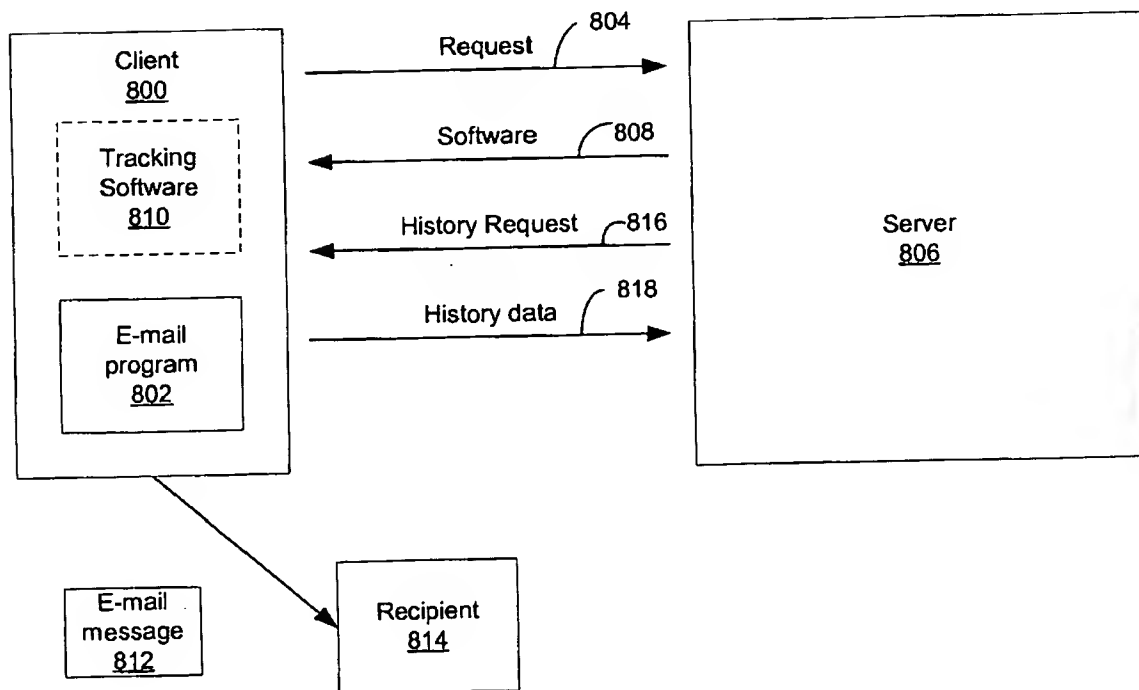 Client
800
Tracking
Software
810
E-mail
program
802
Request
804
Software
808
History Request
816
History data
818
Server
806
E-mail
message
812
Recipient
814